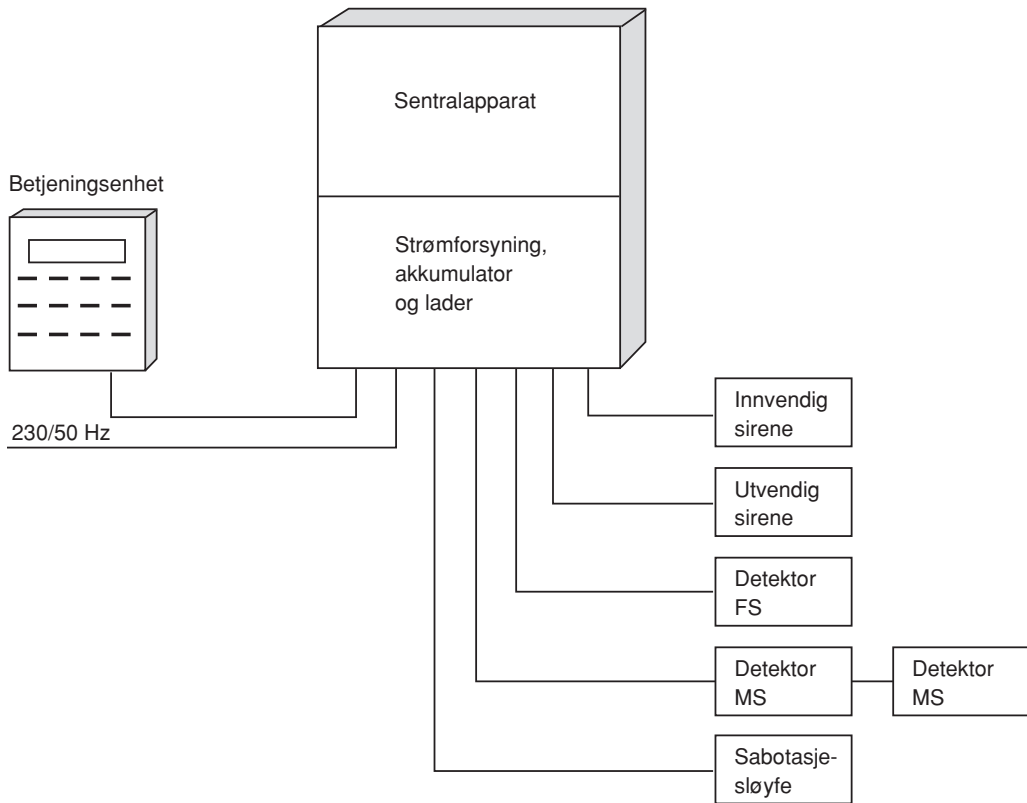 Sentralapparat
Betjeningsenhet
Strømforsyning,
akkumulator
og lader
230/50 Hz
Innvendig
sirene
Utvendig
sirene
Detektor
FS
Detektor
MS
Detektor
MS
Sabotasje-
sløyfe